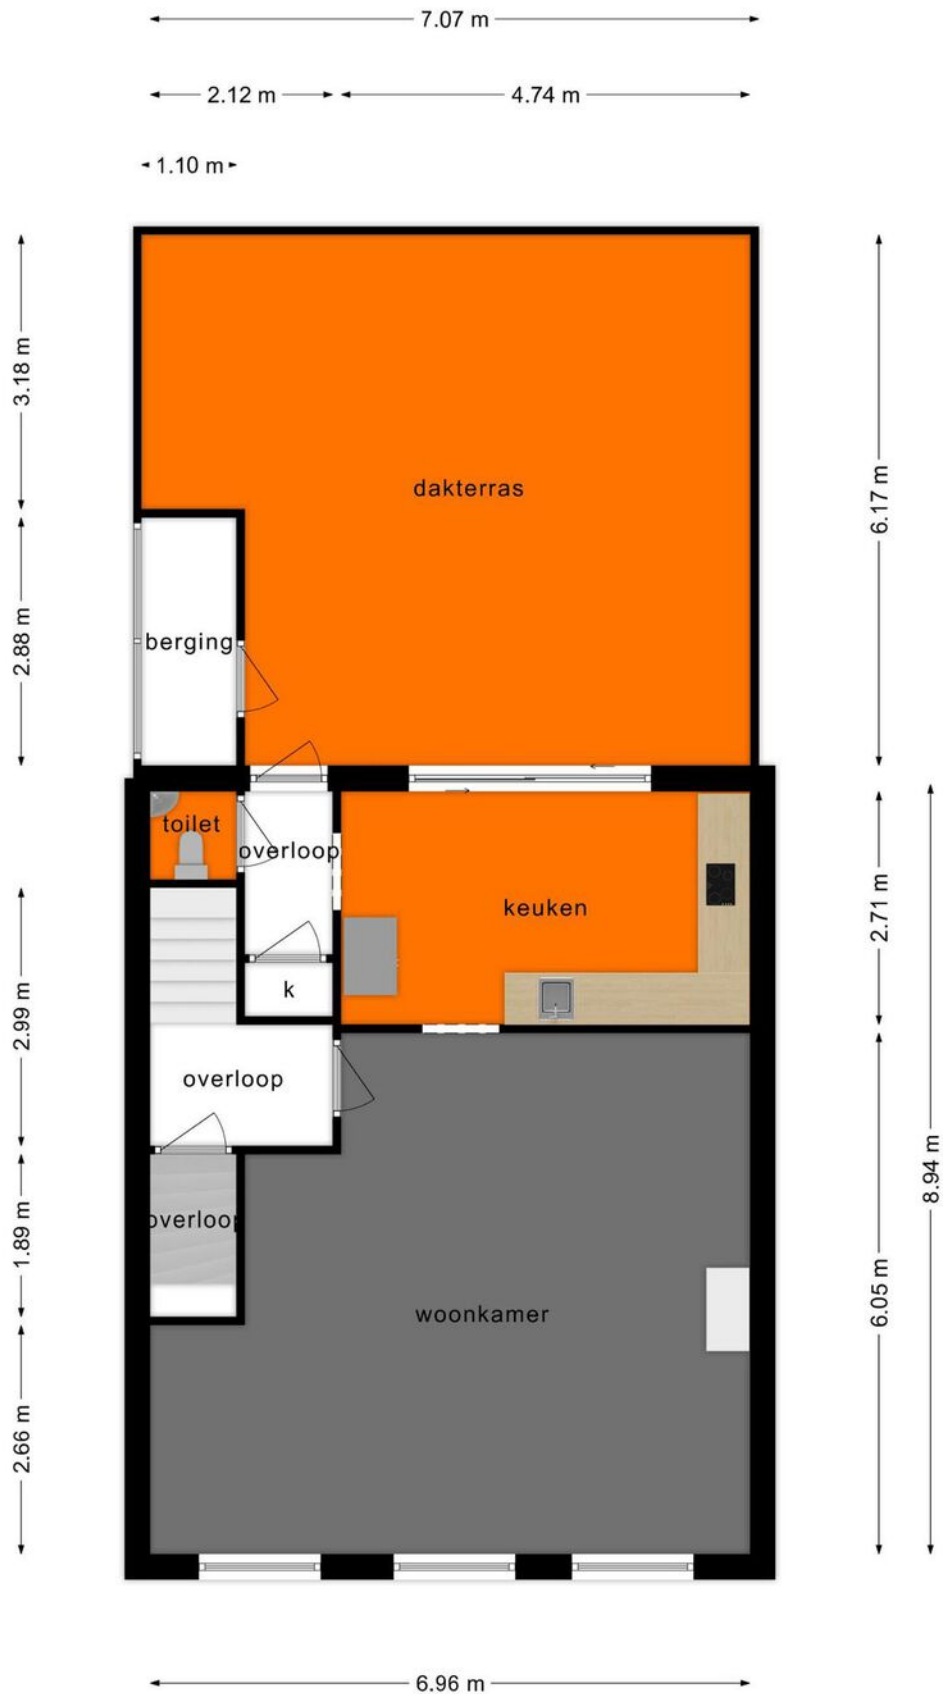 7.07 m
2.12 m
4.74 m
1.10 m
3.18 m
6.17 m
dakterras
2.88 m
berging
toilet
overloop
keuken
2.71 m
k
2.99 m
overloop
8.94 m
1.89 m
overloop
6.05 m
woonkamer
2.66 m
6.96 m